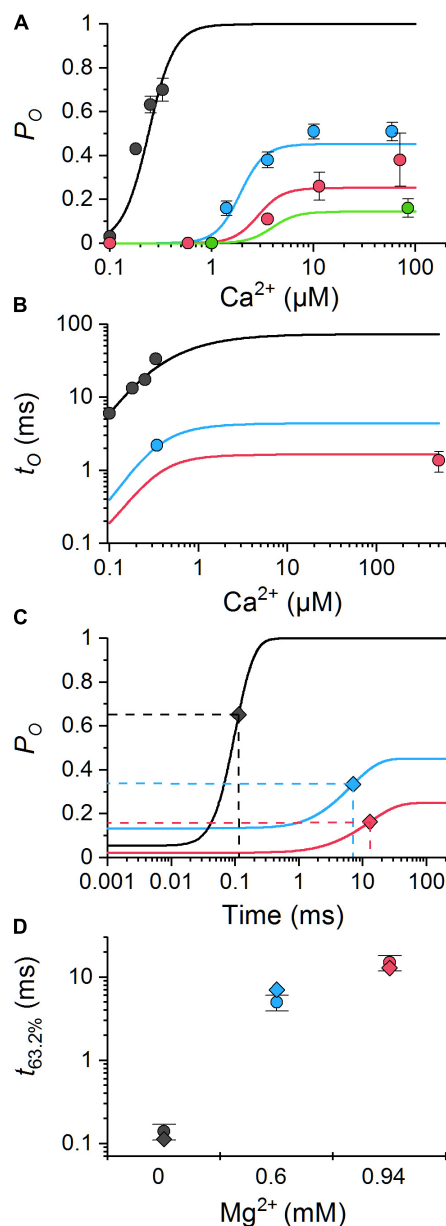 A
1
0.8
0.6
0.4
0.2
0
P_O
0.1 1 10 100
Ca²⁺ (µM)
B
100
10
1
0.1
t_O (ms)
0.1 1 10 100
Ca²⁺ (µM)
C
1
0.8
0.6
0.4
0.2
0
P_O
0.001 0.01 0.1 1 10 100
Time (ms)
D
10
1
0.1
t_63.2% (ms)
0 0.6 0.94
Mg²⁺ (mM)